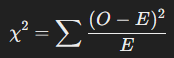 χ² = ∑ (O − E)² / E